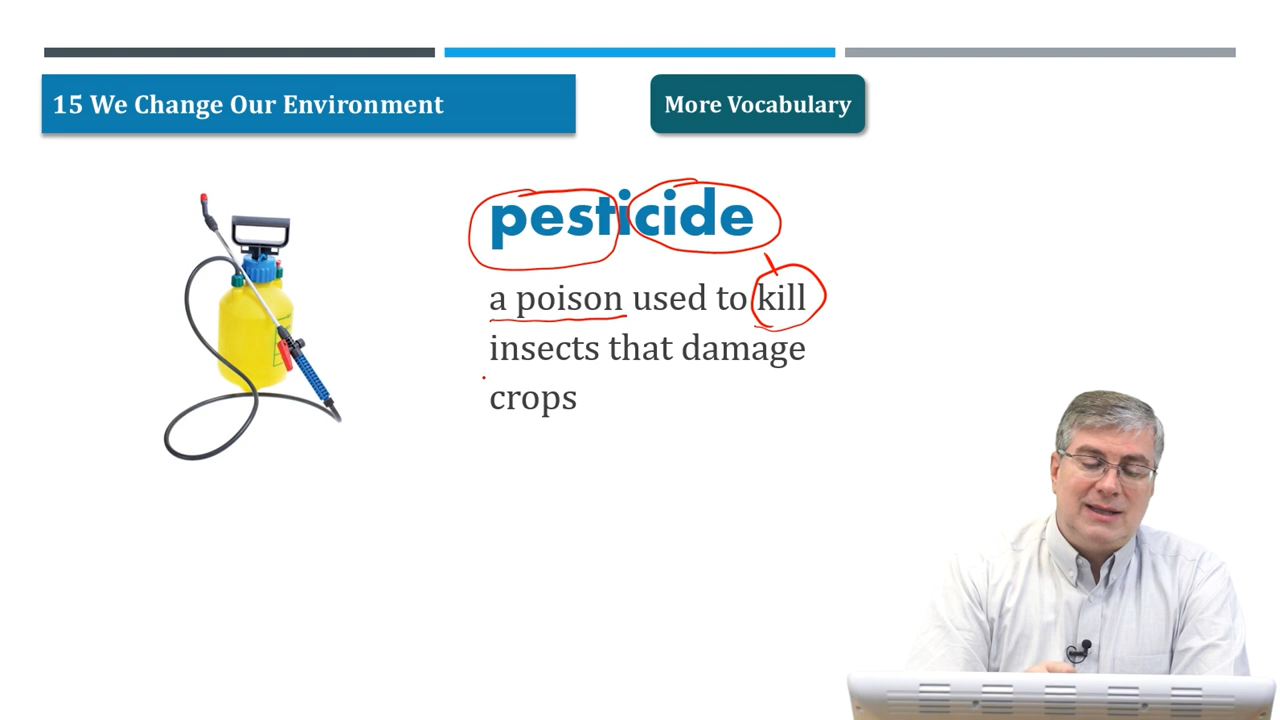 15 We Change Our Environment
More Vocabulary
pesticide
a poison used to kill
insects that damage
crops